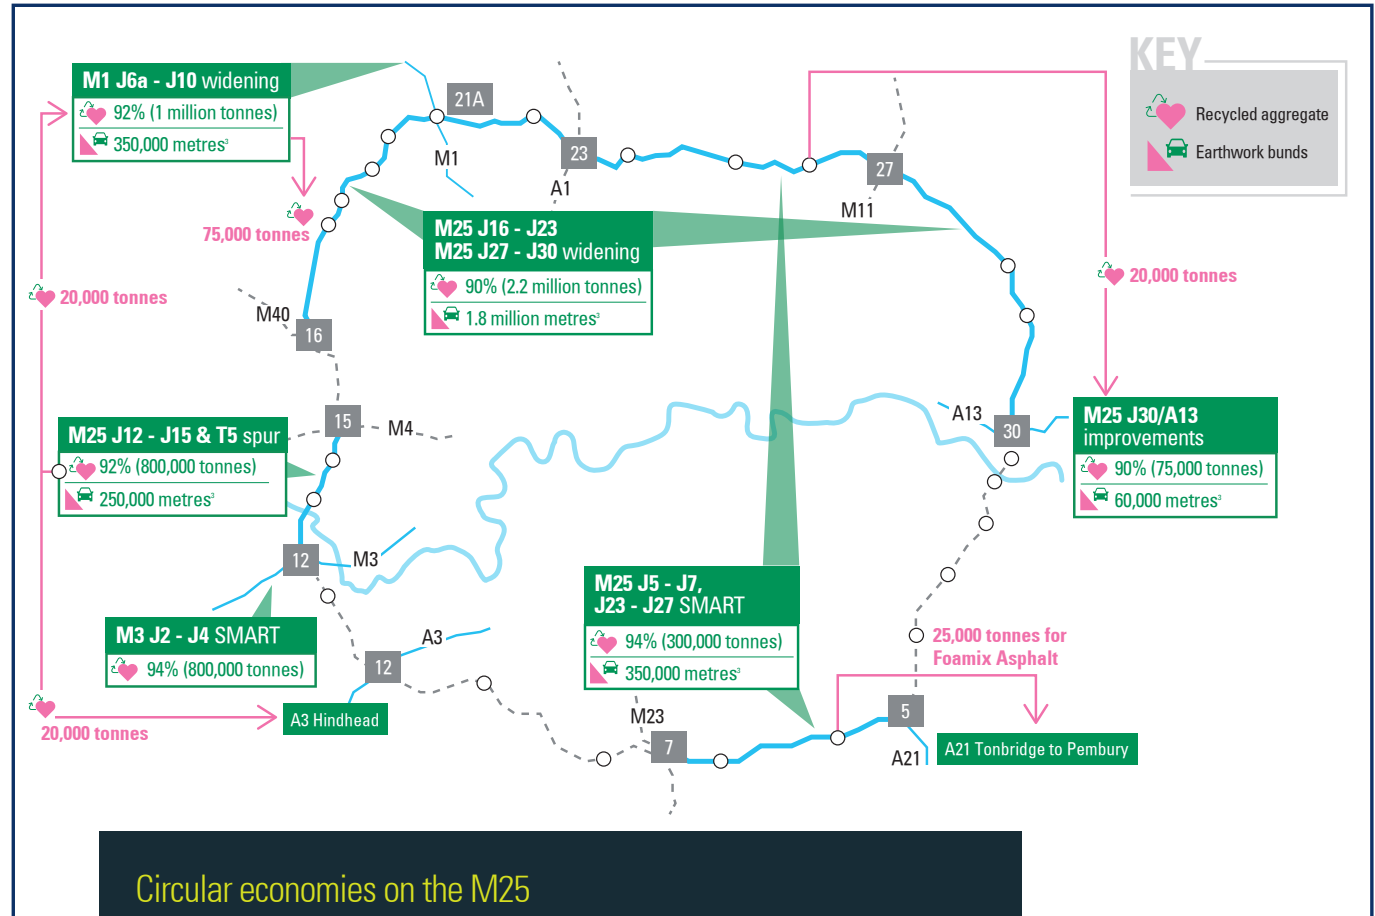 KEY
Recycled aggregate
Earthwork bunds
M1 J6a - J10 widening
92% (1 million tonnes)
350,000 metres³
21A
M1
23
A1
27
M11
75,000 tonnes
M25 J16 - J23
M25 J27 - J30 widening
90% (2.2 million tonnes)
1.8 million metres³
20,000 tonnes
20,000 tonnes
M40
16
15
M4
M25 J12 - J15 & T5 spur
92% (800,000 tonnes)
250,000 metres³
A13
30
M25 J30/A13
improvements
90% (75,000 tonnes)
60,000 metres³
12
M3
M3 J2 - J4 SMART
94% (800,000 tonnes)
A3
12
A3 Hindhead
20,000 tonnes
M25 J5 - J7,
J23 - J27 SMART
94% (300,000 tonnes)
350,000 metres³
25,000 tonnes for
Foamix Asphalt
M23
7
5
A21
A21 Tonbridge to Pembury
Circular economies on the M25